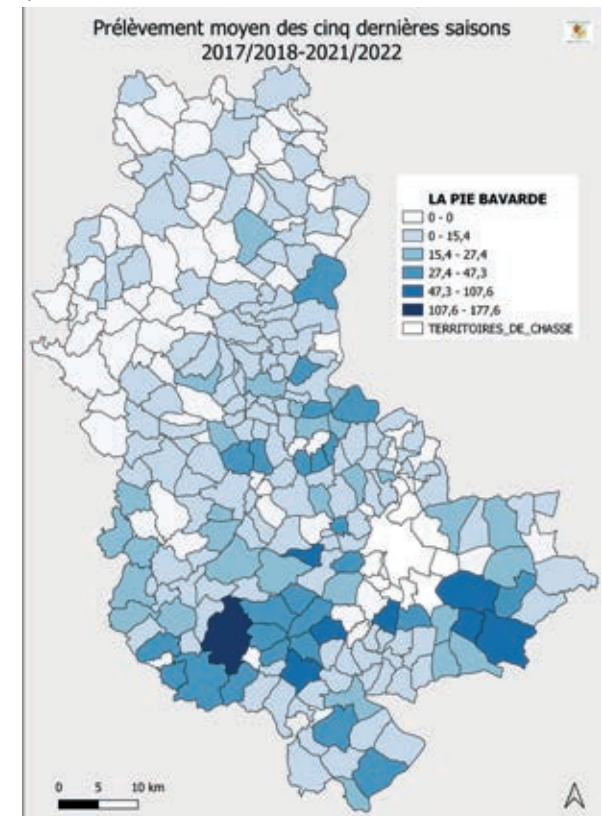 Prélèvement moyen des cinq dernières saisons
2017/2018-2021/2022
LA PIE BAVARDE
0 - 0
0 - 15,4
15,4 - 27,4
27,4 - 47,3
47,3 - 107,6
107,6 - 177,6
TERRITOIRES_DE_CHASSE
0 5 10 km